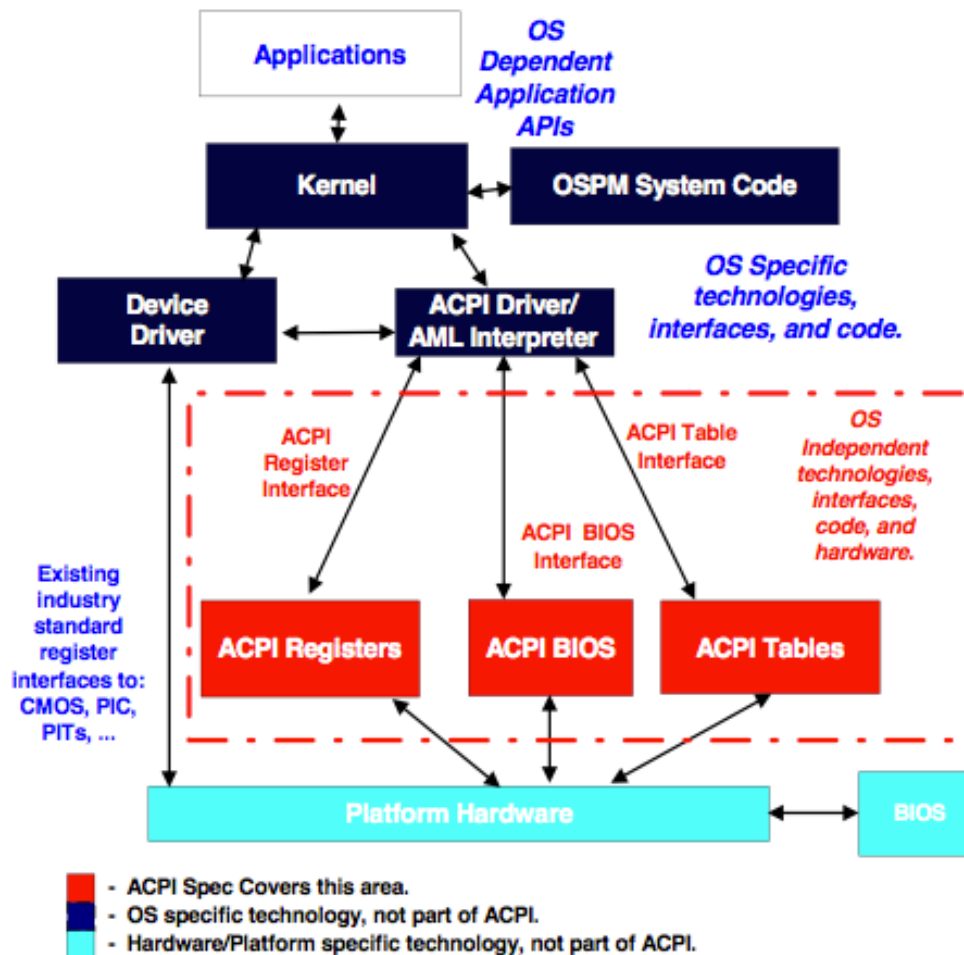 Applications
OS
Dependent
Application
APIs
Kernel
OSPM System Code
OS Specific
technologies,
interfaces, and code.
Device
Driver
ACPI Driver/
AML Interpreter
ACPI
Register
Interface
ACPI Table
Interface
OS
Independent
technologies,
interfaces,
code, and
hardware.
ACPI BIOS
Interface
Existing
industry
standard
register
interfaces to:
CMOS, PIC,
PITs, ...
ACPI Registers
ACPI BIOS
ACPI Tables
Platform Hardware
BIOS
- ACPI Spec Covers this area.
- OS specific technology, not part of ACPI.
- Hardware/Platform specific technology, not part of ACPI.